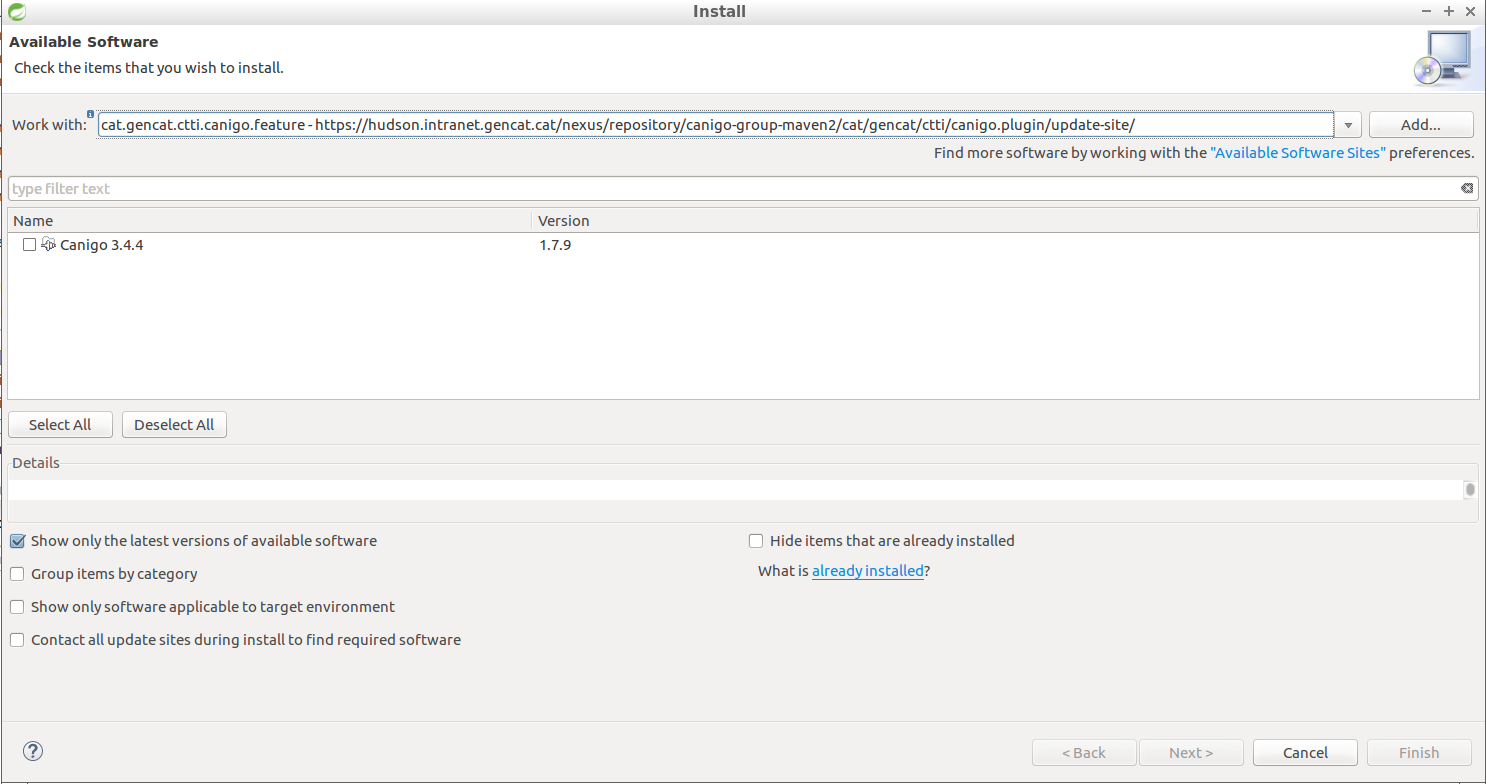 Install
Available Software
Check the items that you wish to install.
Work with: cat.gencat.ctti.canigo.feature - https://hudson.intranet.gencat.cat/nexus/repository/canigo-group-maven2/cat/gencat/ctti/canigo.plugin/update-site/ Add...
Find more software by working with the "Available Software Sites" preferences.
type filter text
Name Version
Canigo 3.4.4 1.7.9
Select All Deselect All
Details
Show only the latest versions of available software Hide items that are already installed
Group items by category What is already installed?
Show only software applicable to target environment
Contact all update sites during install to find required software
? < Back Next > Cancel Finish